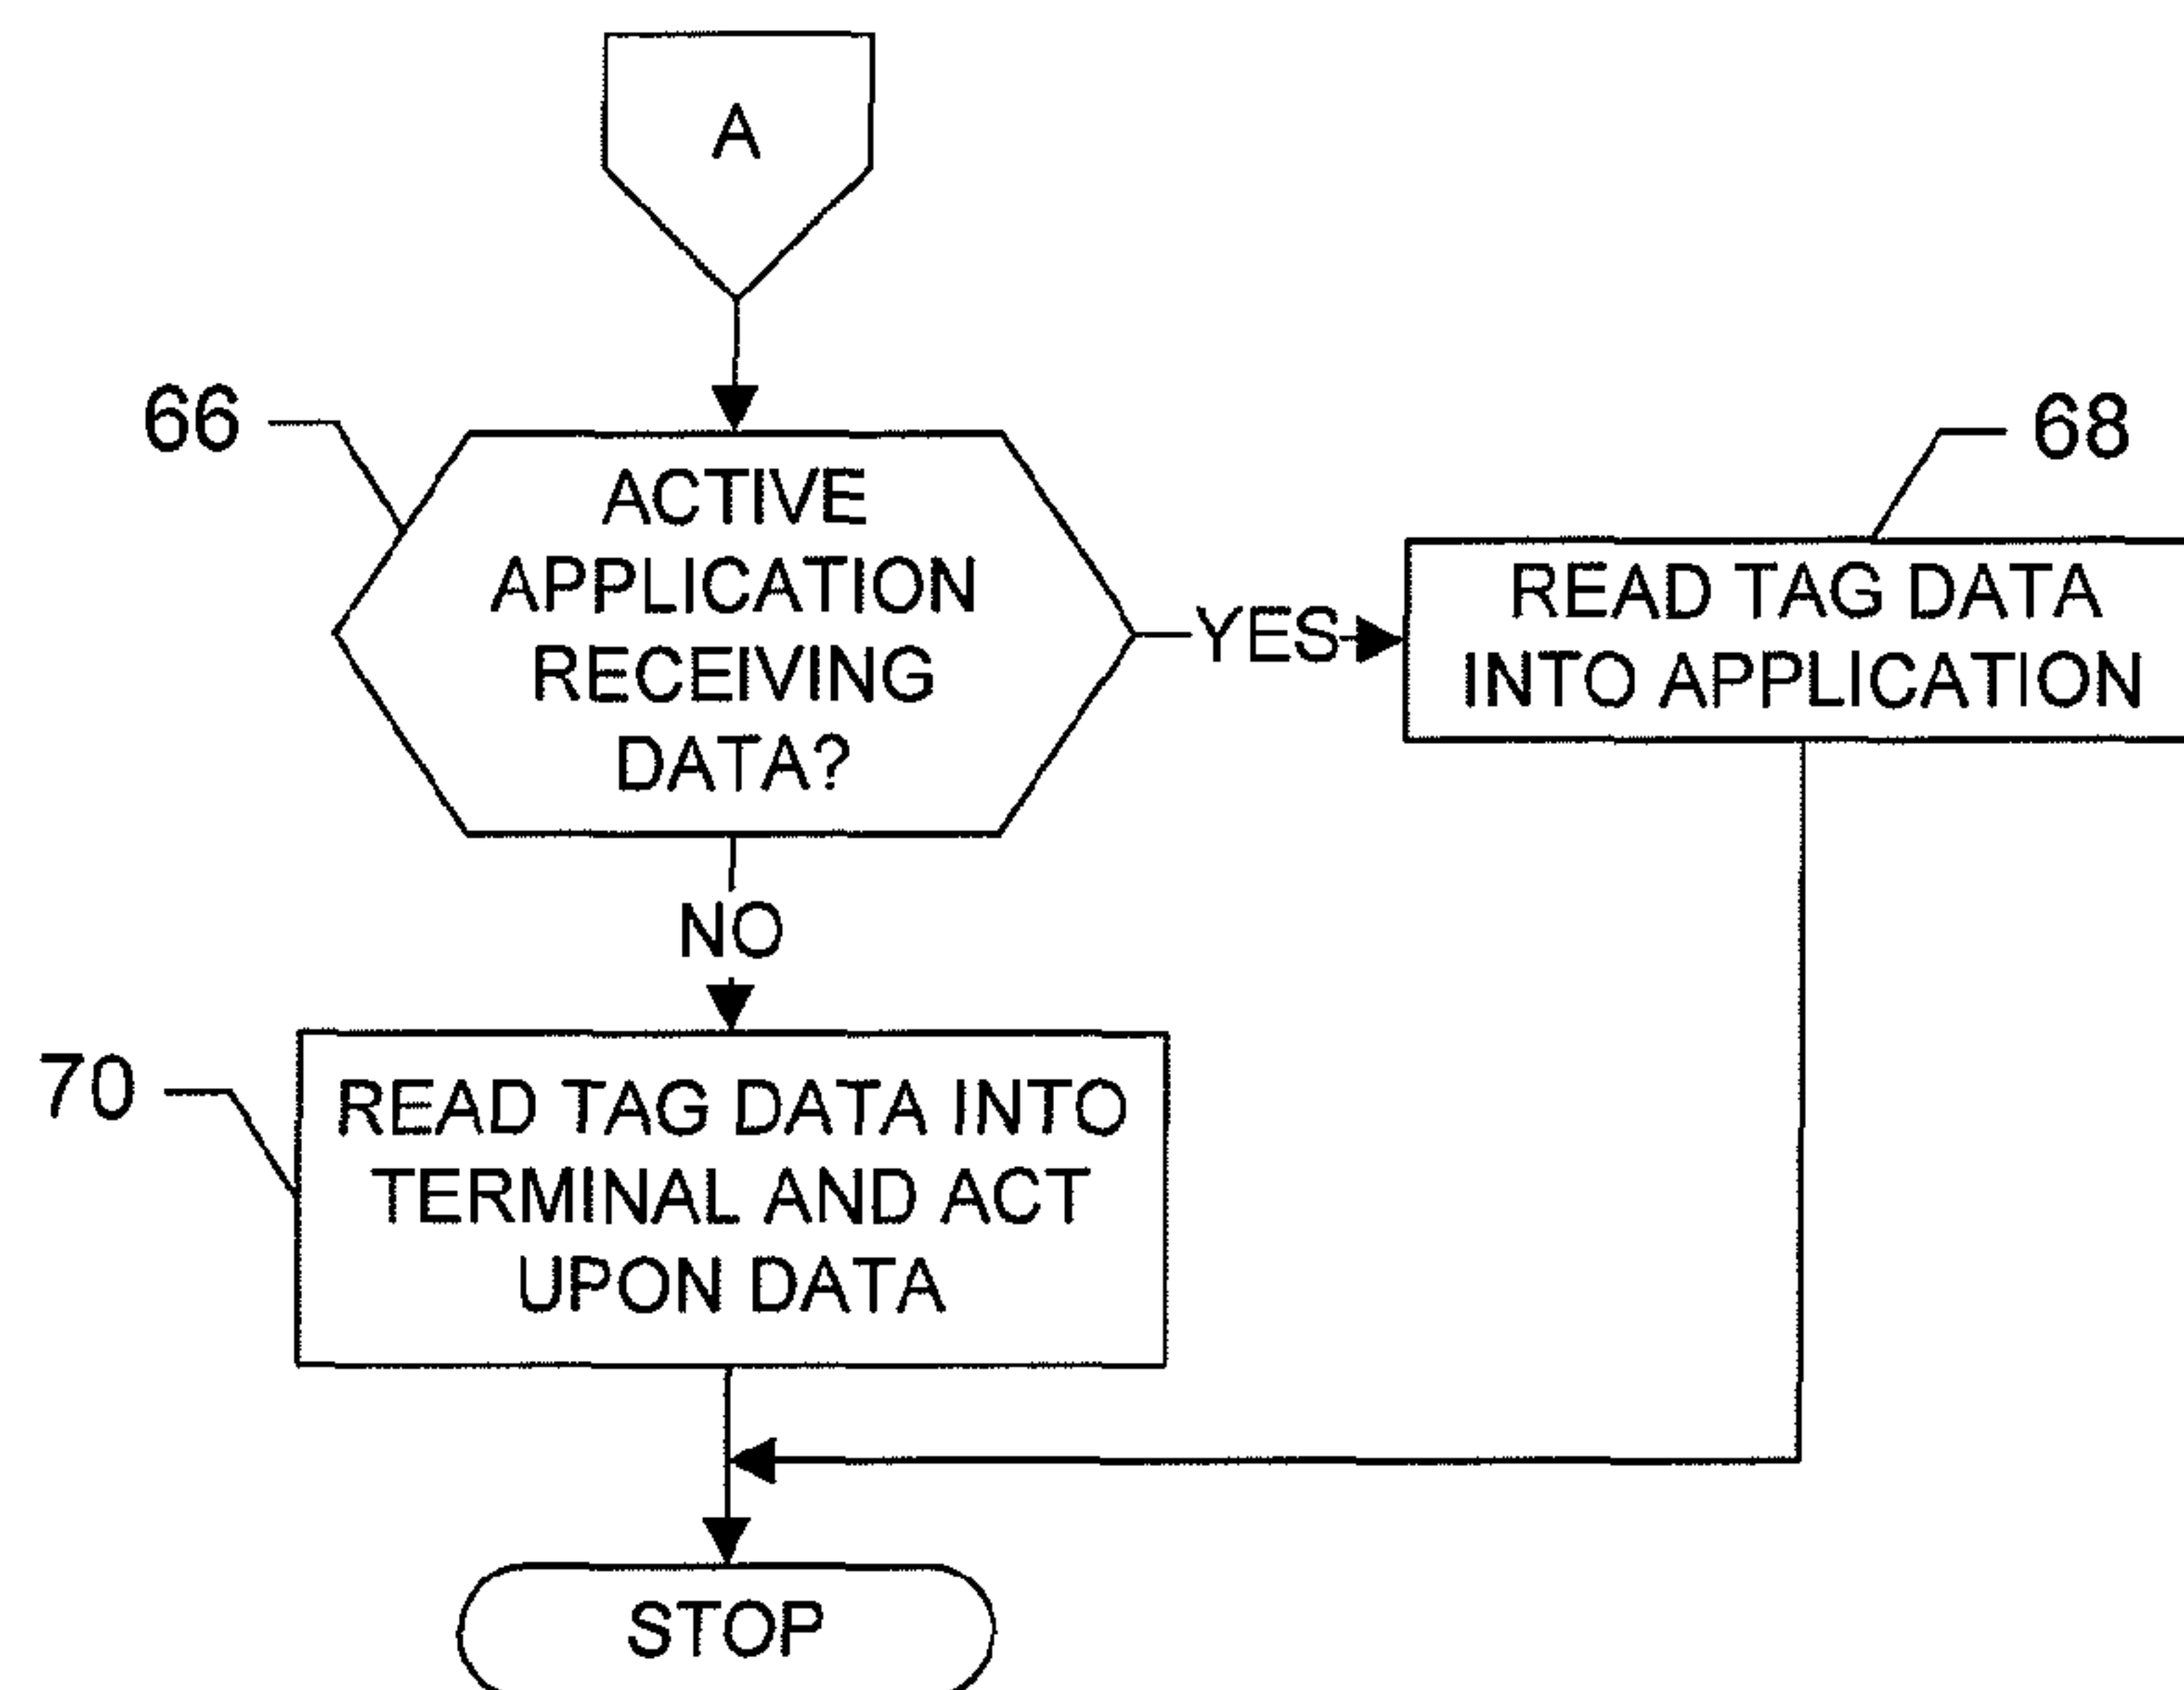 A
66
ACTIVE
APPLICATION
RECEIVING
DATA?
YES
68
READ TAG DATA
INTO APPLICATION
NO
70
READ TAG DATA INTO
TERMINAL AND ACT
UPON DATA
STOP